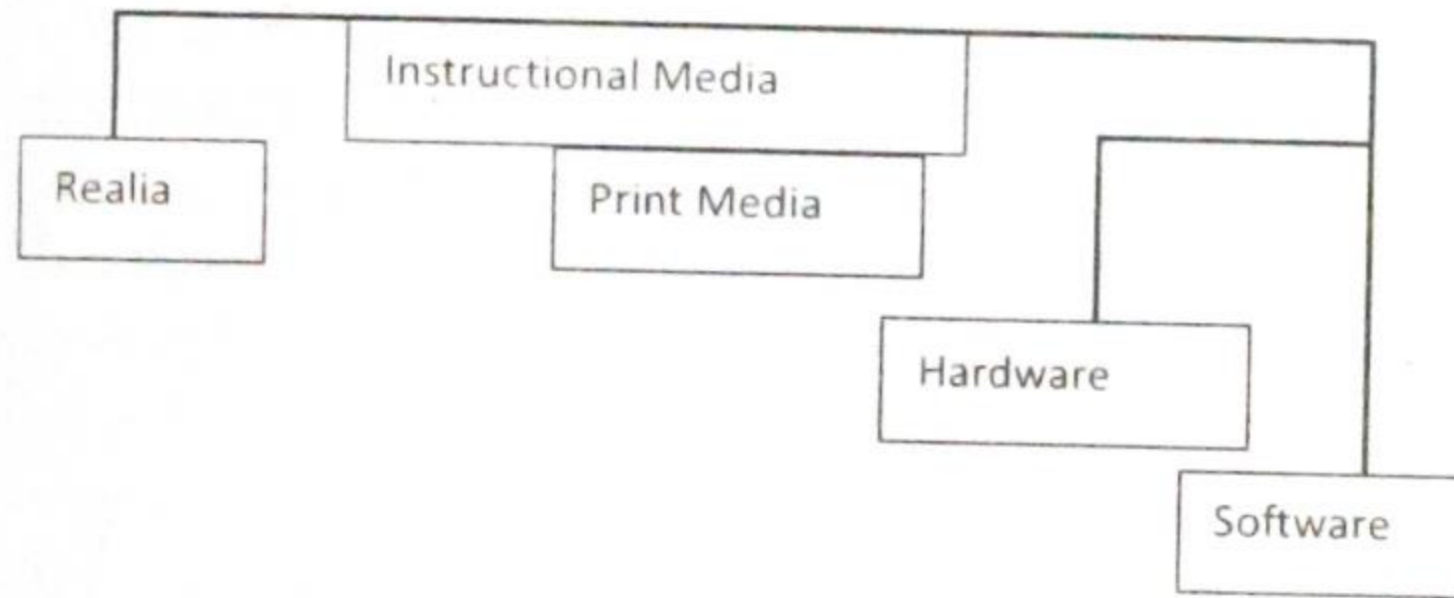 Instructional Media
Realia
Print Media
Hardware
Software